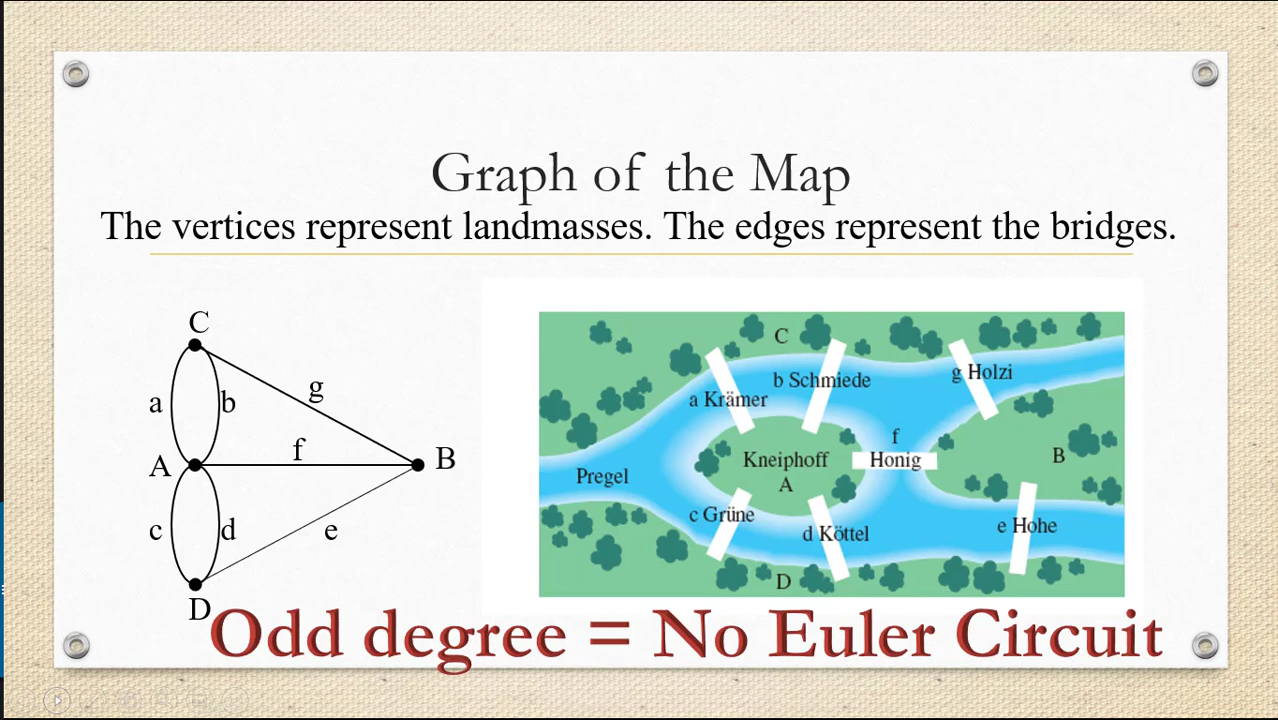 Graph of the Map
The vertices represent landmasses. The edges represent the bridges.
C
a
b
g
A
f
B
c
d
e
D
C
b Schmiede
g Holzi
a Krämer
f
Kneiphoff
Honig
B
Pregel
A
c Grüne
d Köttel
e Hohe
D
Odd degree = No Euler Circuit